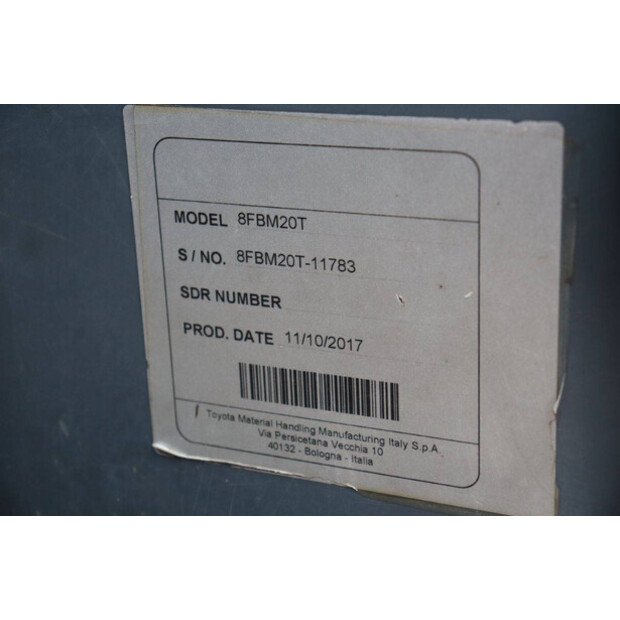 MODEL 8FBM20T
S / NO. 8FBM20T-11783
SDR NUMBER
PROD. DATE 11/10/2017
Toyota Material Handling Manufacturing Italy S.p.A.
Via Persicetana Vecchia 10
40132 - Bologna - Italia